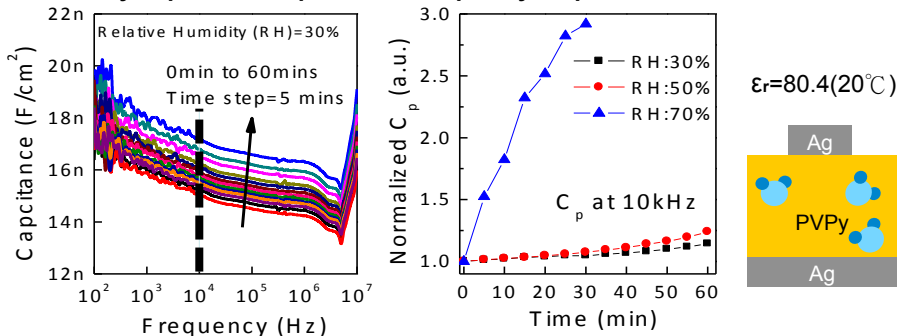 22n
20n
18n
16n
14n
12n
Capcitance (F/cm²)
Relative Humidity (RH)=30%
0min to 60mins
Time step=5 mins
10² 10³ 10⁴ 10⁵ 10⁶ 10⁷
Frequency (Hz)
3.0
2.5
2.0
1.5
1.0
Normalized Cₚ (a.u.)
RH:30%
RH:50%
RH:70%
Cₚ at 10kHz
0 10 20 30 40 50 60
Time (min)
εr=80.4(20℃)
Ag
PVPy
Ag